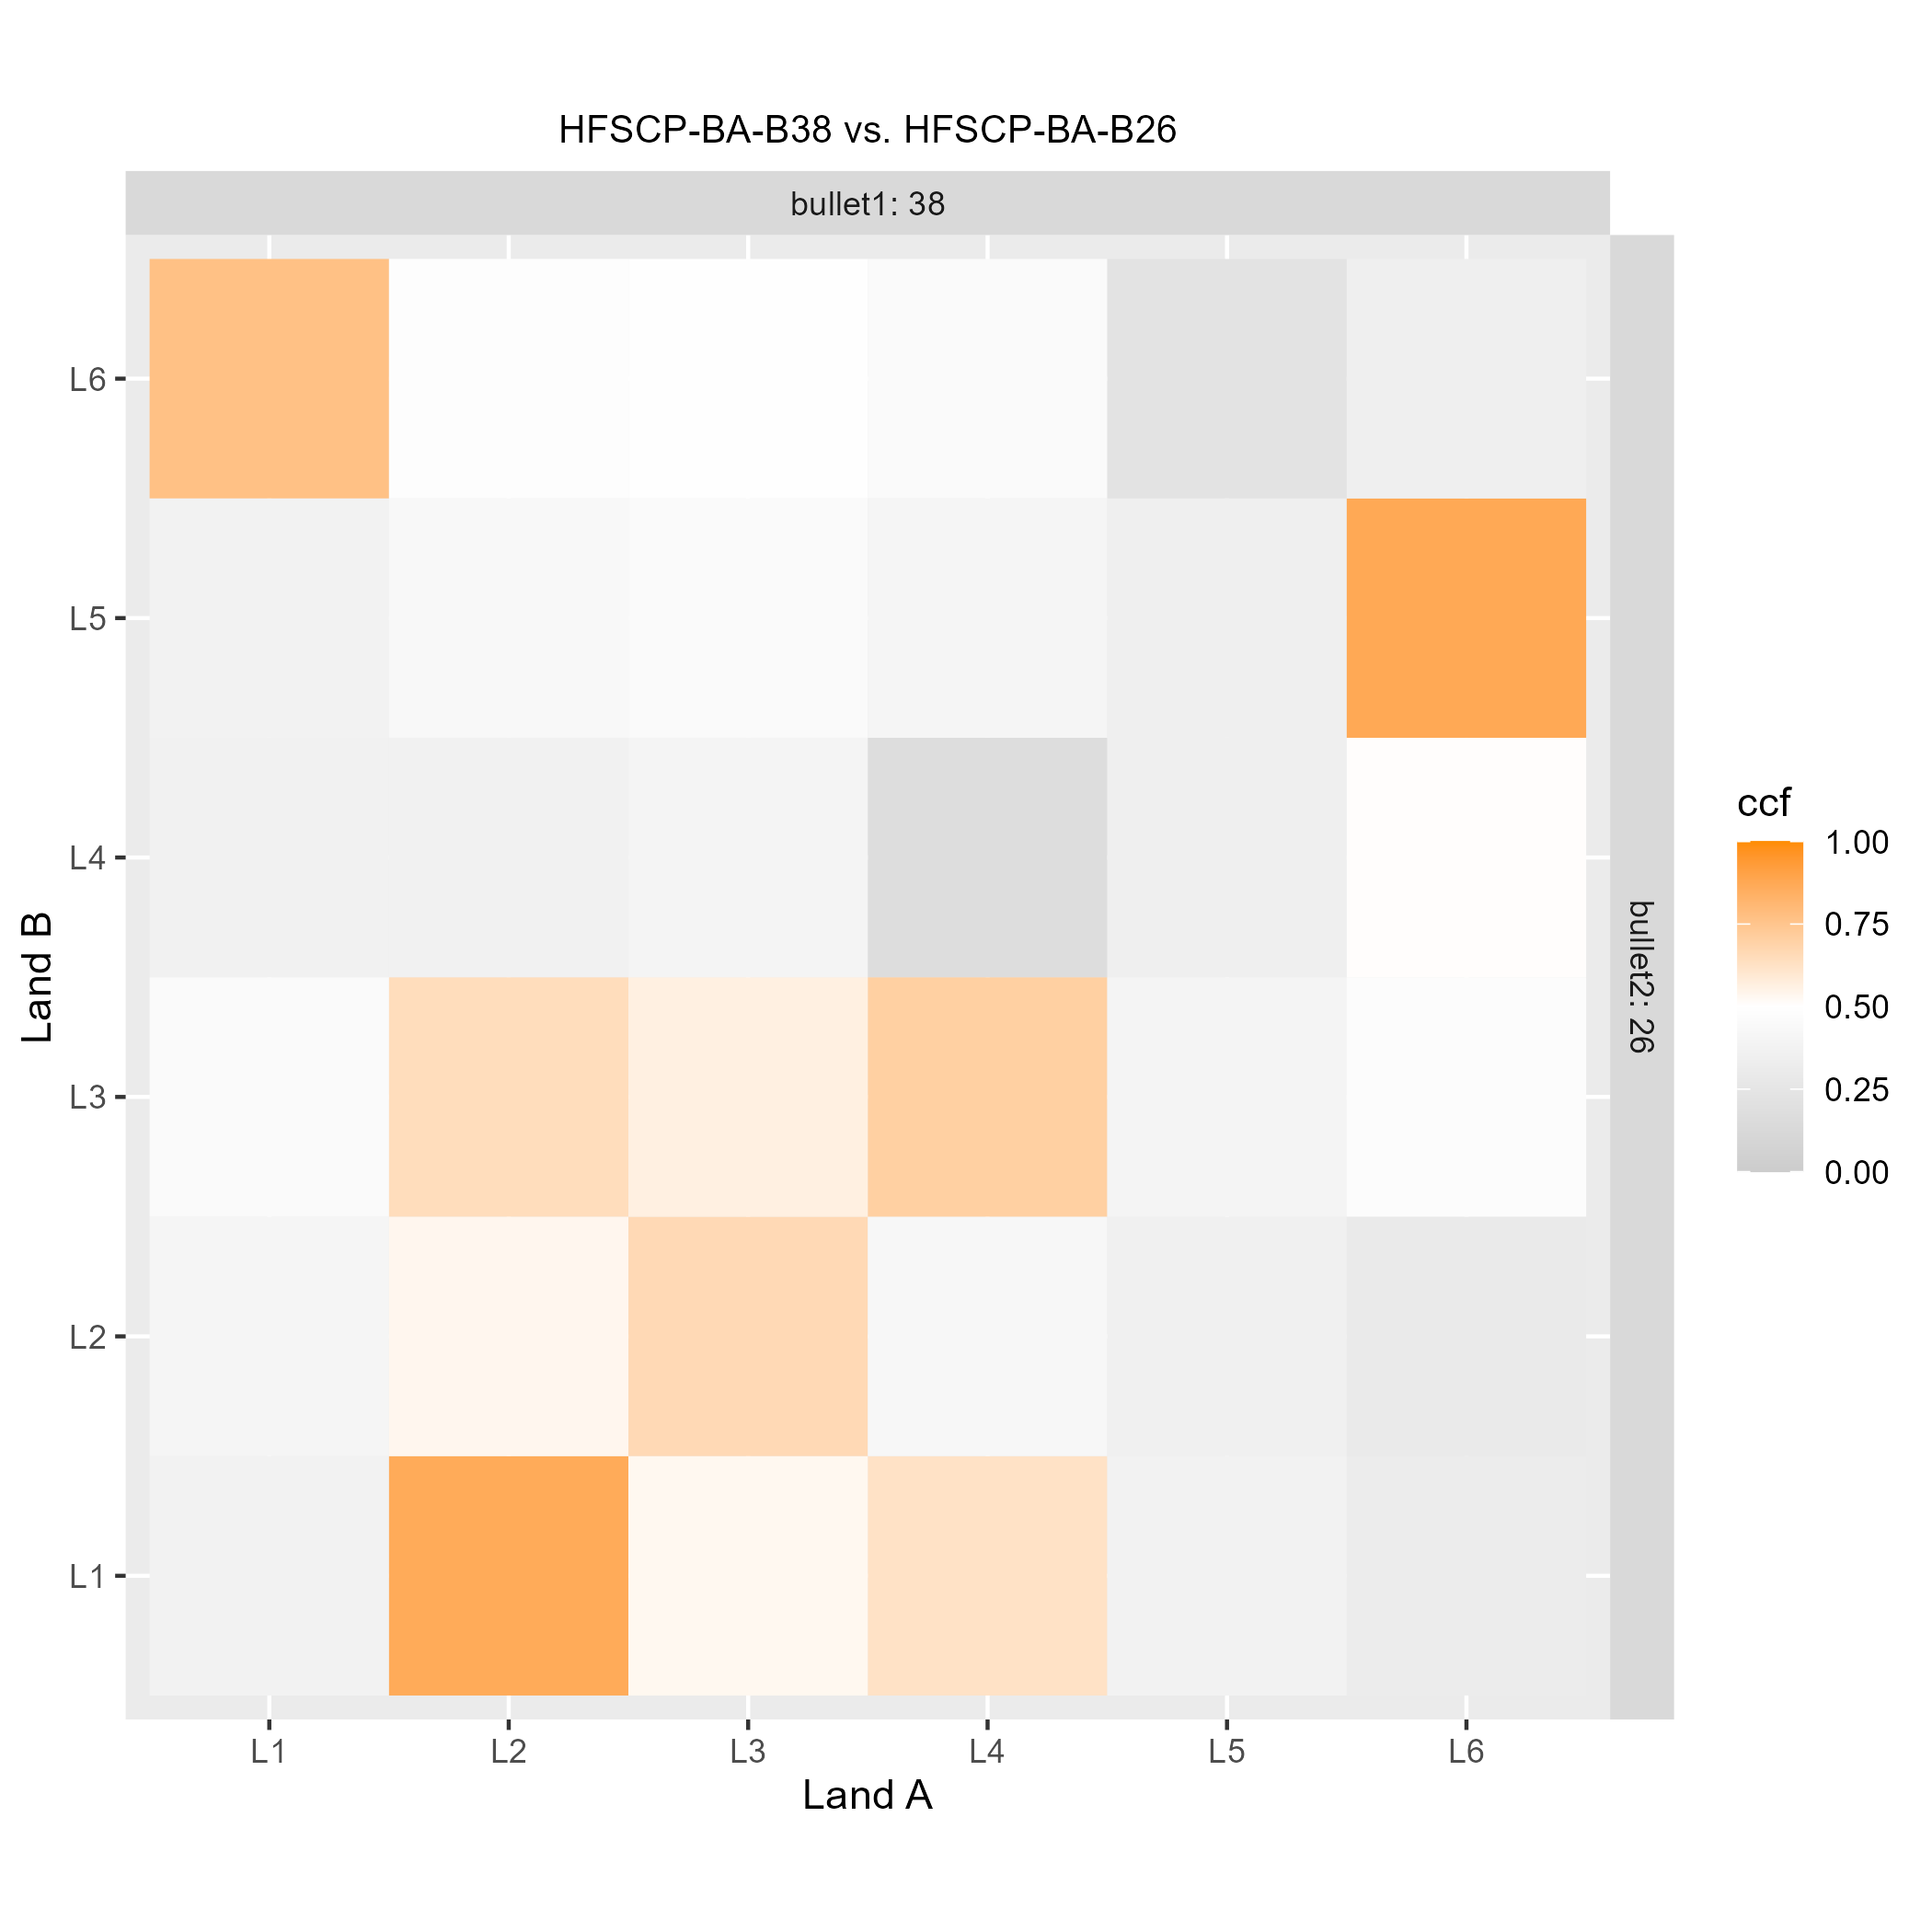 HFSCP-BA-B38 vs. HFSCP-BA-B26
bullet1: 38
L6
L5
L4
L3
L2
L1
Land B
bullet2: 26
L1 L2 L3 L4 L5 L6
Land A
ccf
1.00
0.75
0.50
0.25
0.00